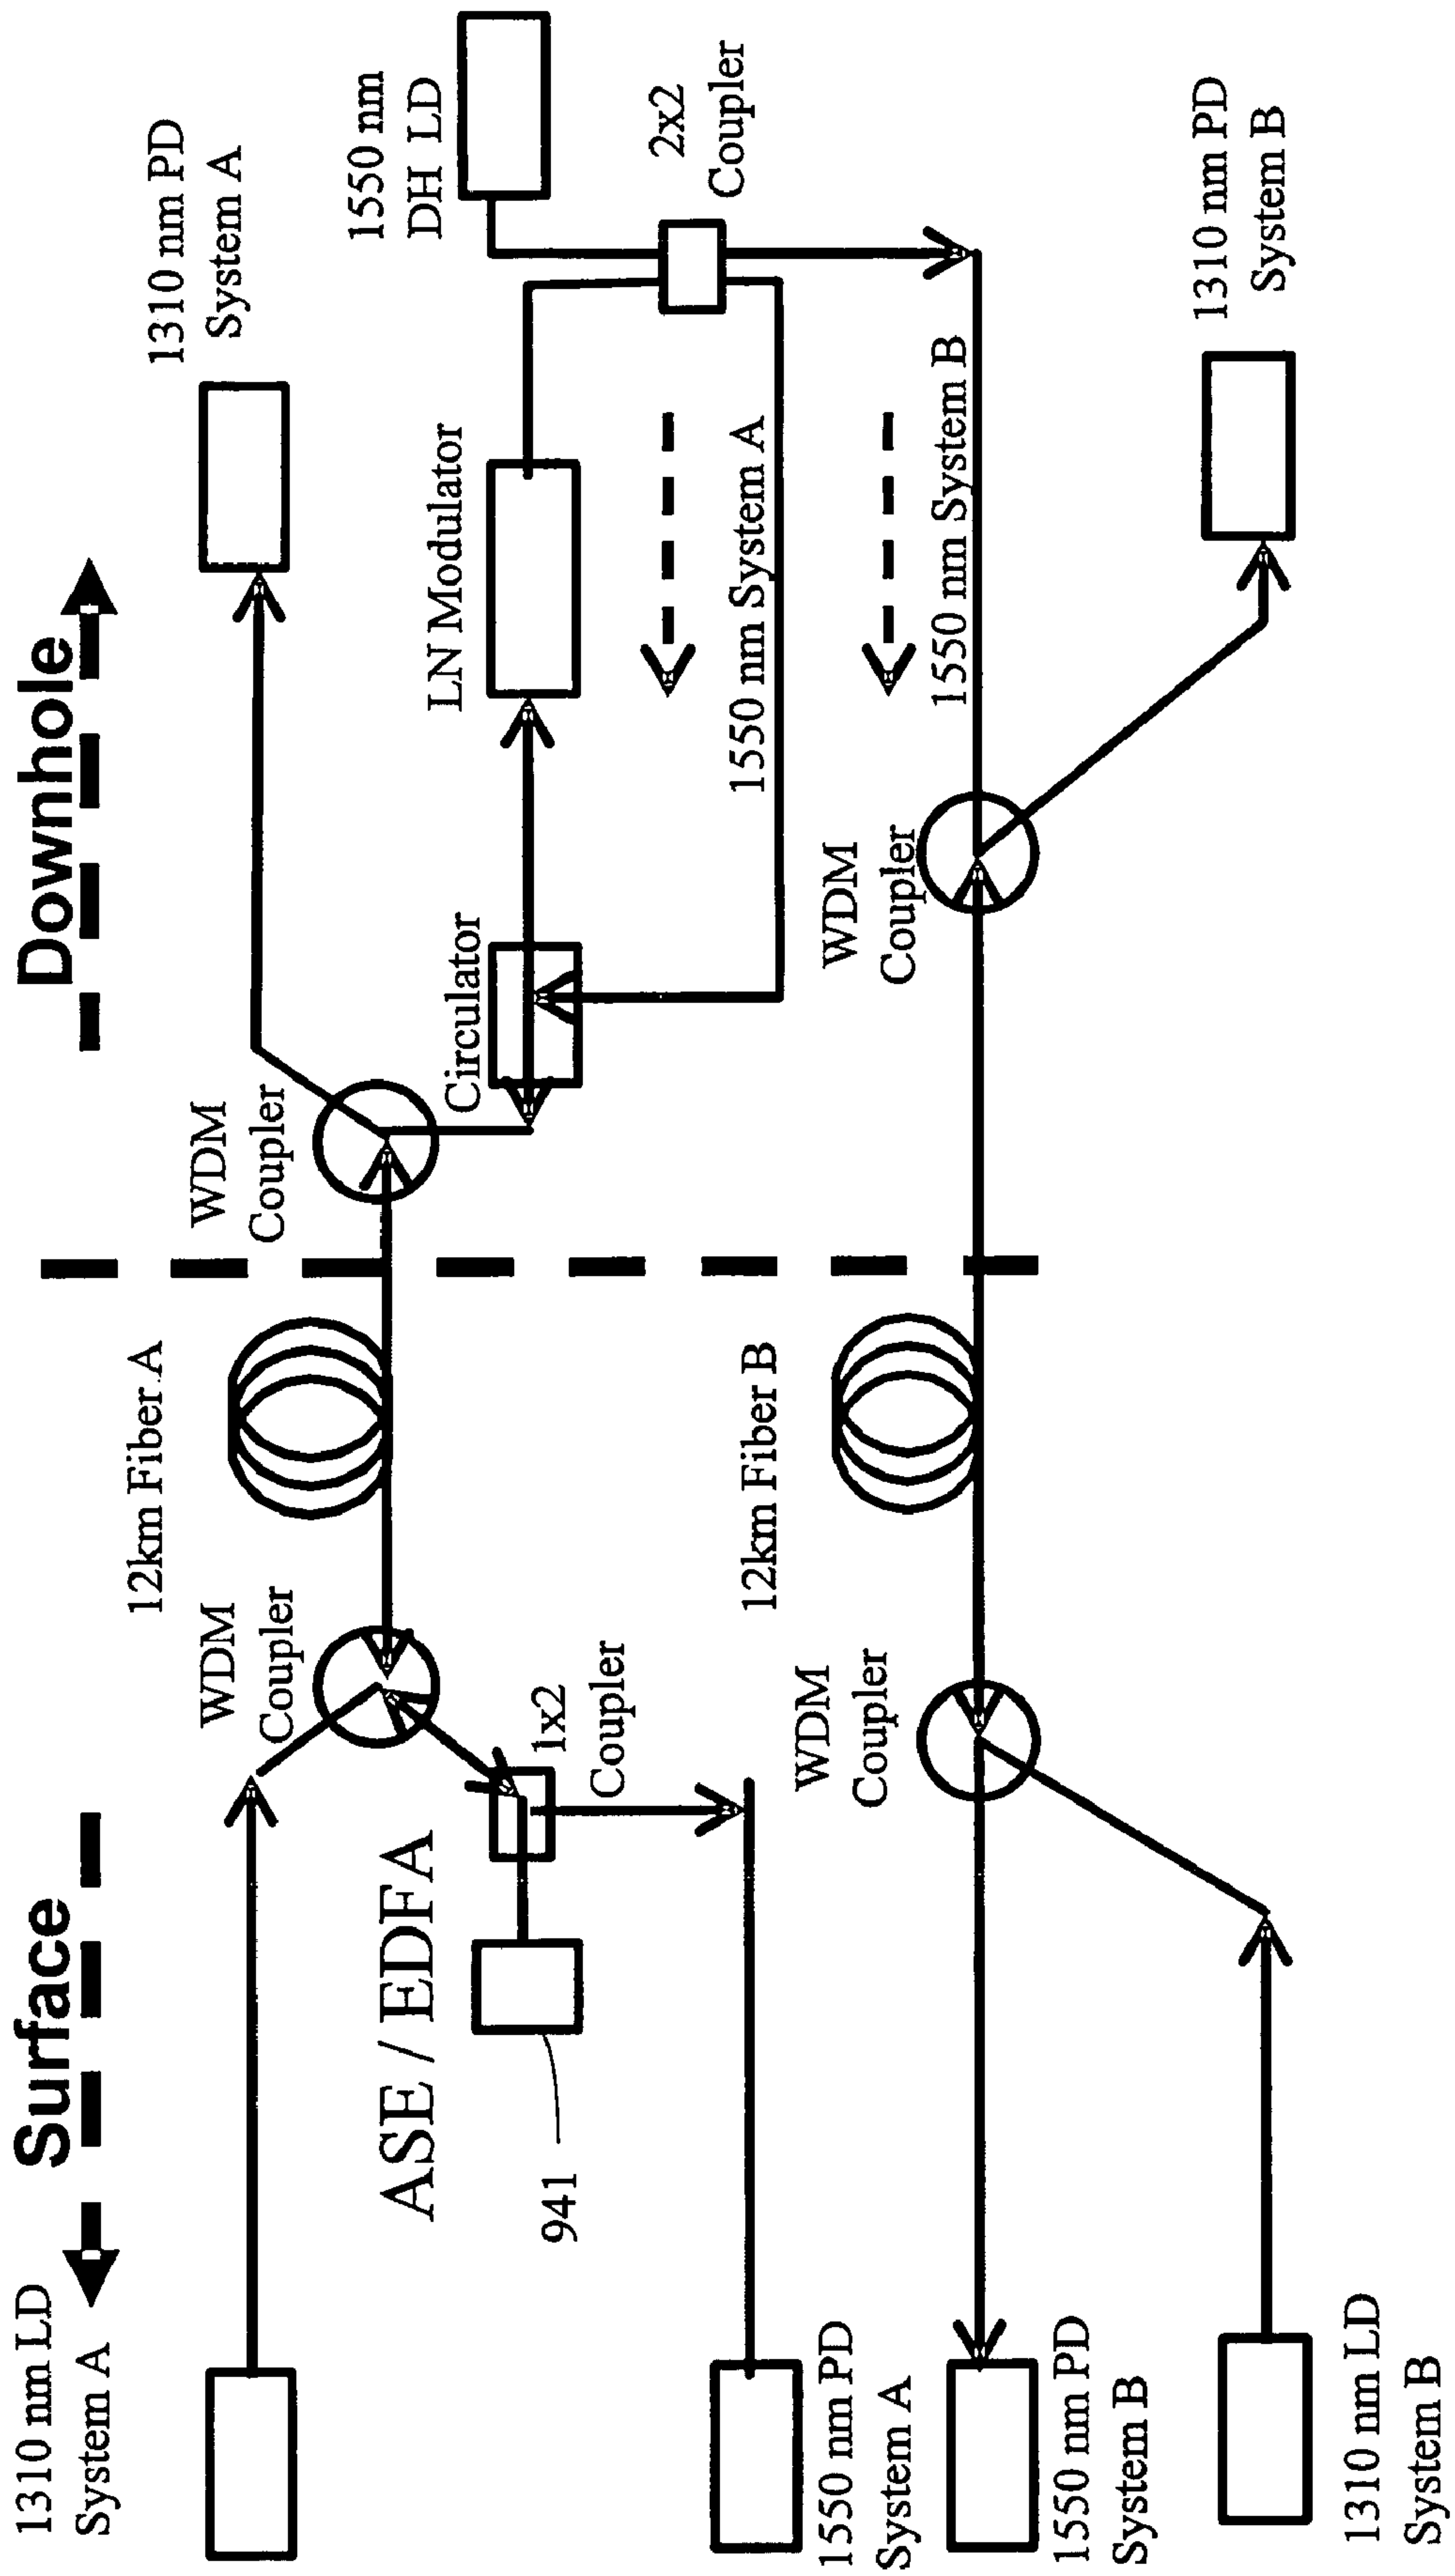 Surface
Downhole
1310 nm LD
System A
12km Fiber A
WDM
Coupler
WDM
Coupler
1310 nm PD
System A
ASE / EDFA
941
1x2
Coupler
Circulator
LN Modulator
1550 nm
DH LD
2x2
Coupler
1550 nm System A
1550 nm PD
System A
12km Fiber B
WDM
Coupler
WDM
Coupler
1550 nm System B
1550 nm PD
System B
1310 nm LD
System B
1310 nm PD
System B